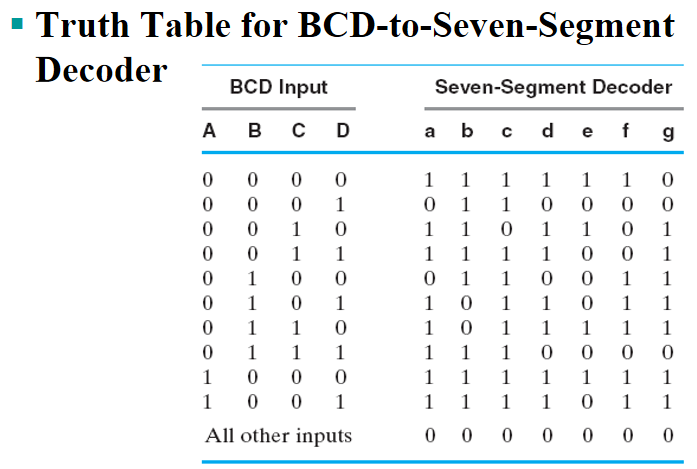 ▪ Truth Table for BCD-to-Seven-Segment
Decoder
BCD Input Seven-Segment Decoder
A B C D a b c d e f g
0 0 0 0 1 1 1 1 1 1 0
0 0 0 1 0 1 1 0 0 0 0
0 0 1 0 1 1 0 1 1 0 1
0 0 1 1 1 1 1 1 0 0 1
0 1 0 0 0 1 1 0 0 1 1
0 1 0 1 1 0 1 1 0 1 1
0 1 1 0 1 0 1 1 1 1 1
0 1 1 1 1 1 1 0 0 0 0
1 0 0 0 1 1 1 1 1 1 1
1 0 0 1 1 1 1 1 0 1 1
All other inputs 0 0 0 0 0 0 0